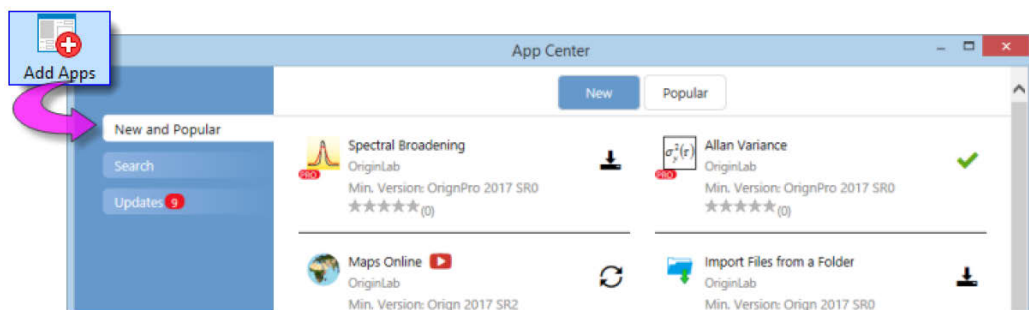 Add Apps
App Center
New
Popular
New and Popular
Search
Updates 9
Spectral Broadening
OriginLab
Min. Version: OrignPro 2017 SR0
(0)
PRO
Allan Variance
OriginLab
Min. Version: OrignPro 2017 SR0
(0)
σ²y(τ)
PRO
Maps Online
OriginLab
Min. Version: Orign 2017 SR2
Import Files from a Folder
OriginLab
Min. Version: Orign 2017 SR0